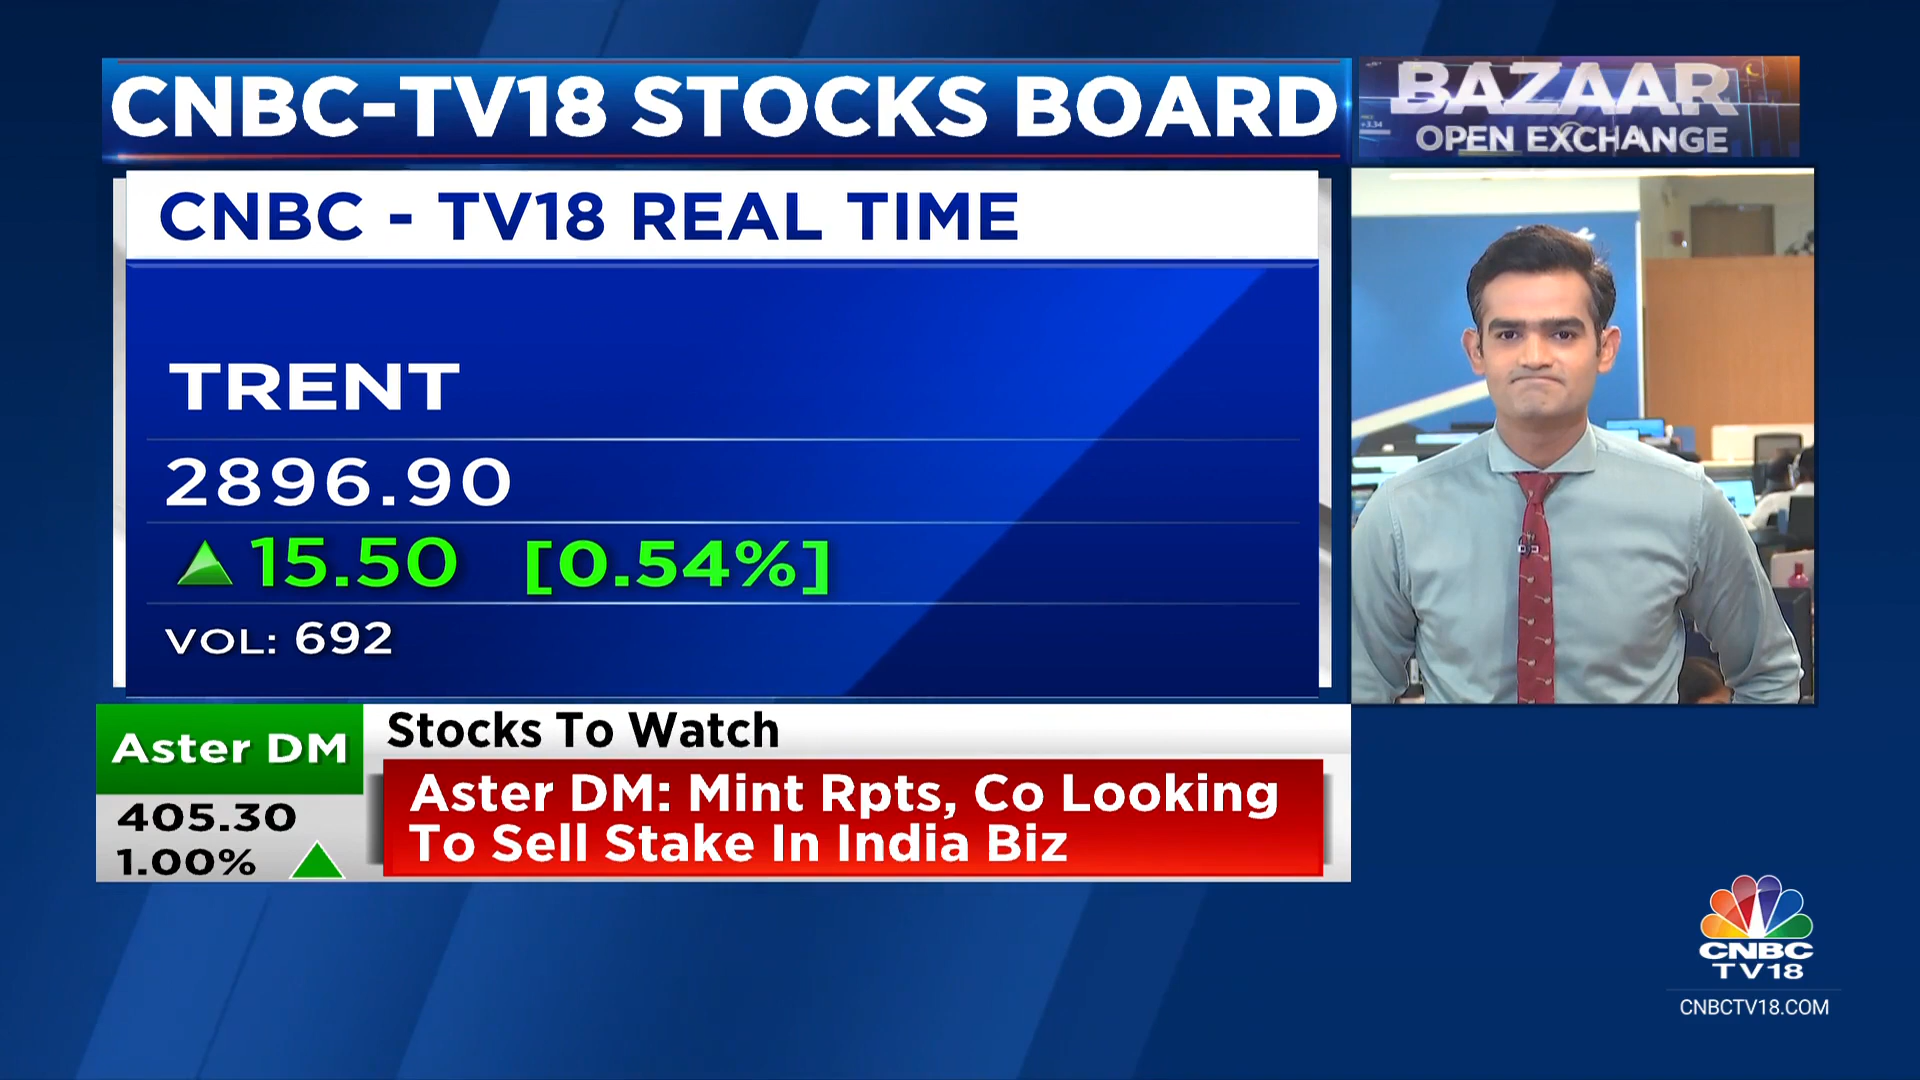 CNBC-TV18 STOCKS BOARD
BAZAAR
OPEN EXCHANGE
CNBC - TV18 REAL TIME
TRENT
2896.90
▲ 15.50 [0.54%]
VOL: 692
Aster DM
405.30
1.00% ▲
Stocks To Watch
Aster DM: Mint Rpts, Co Looking
To Sell Stake In India Biz
CNBC
TV18
CNBCTV18.COM